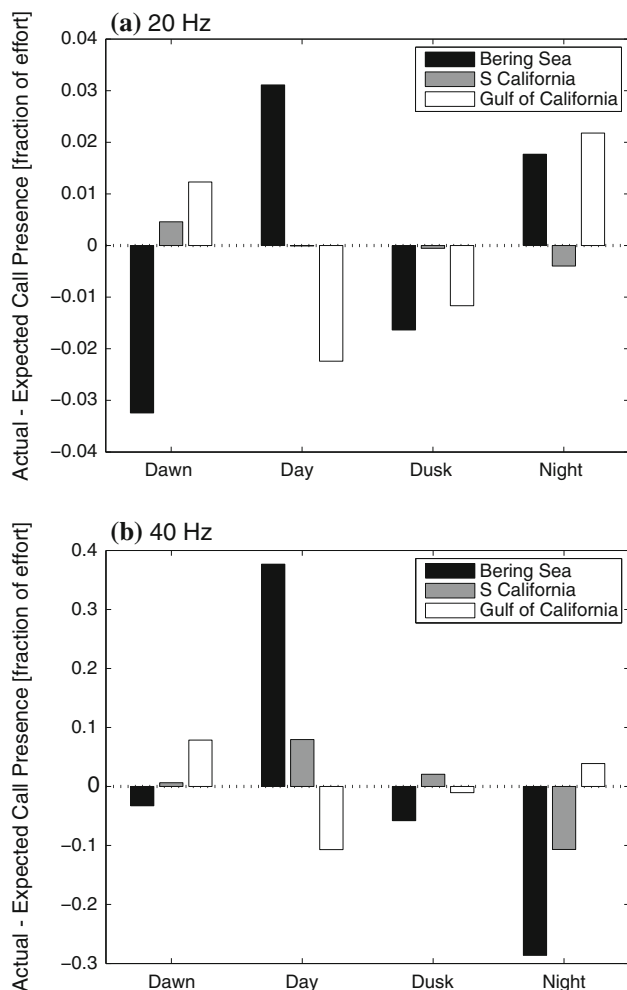 (a) 20 Hz
Actual - Expected Call Presence [fraction of effort]
0.04
0.03
0.02
0.01
0
−0.01
−0.02
−0.03
−0.04
Bering Sea
S California
Gulf of California
Dawn Day Dusk Night
(b) 40 Hz
Actual - Expected Call Presence [fraction of effort]
0.4
0.3
0.2
0.1
0
−0.1
−0.2
−0.3
Bering Sea
S California
Gulf of California
Dawn Day Dusk Night